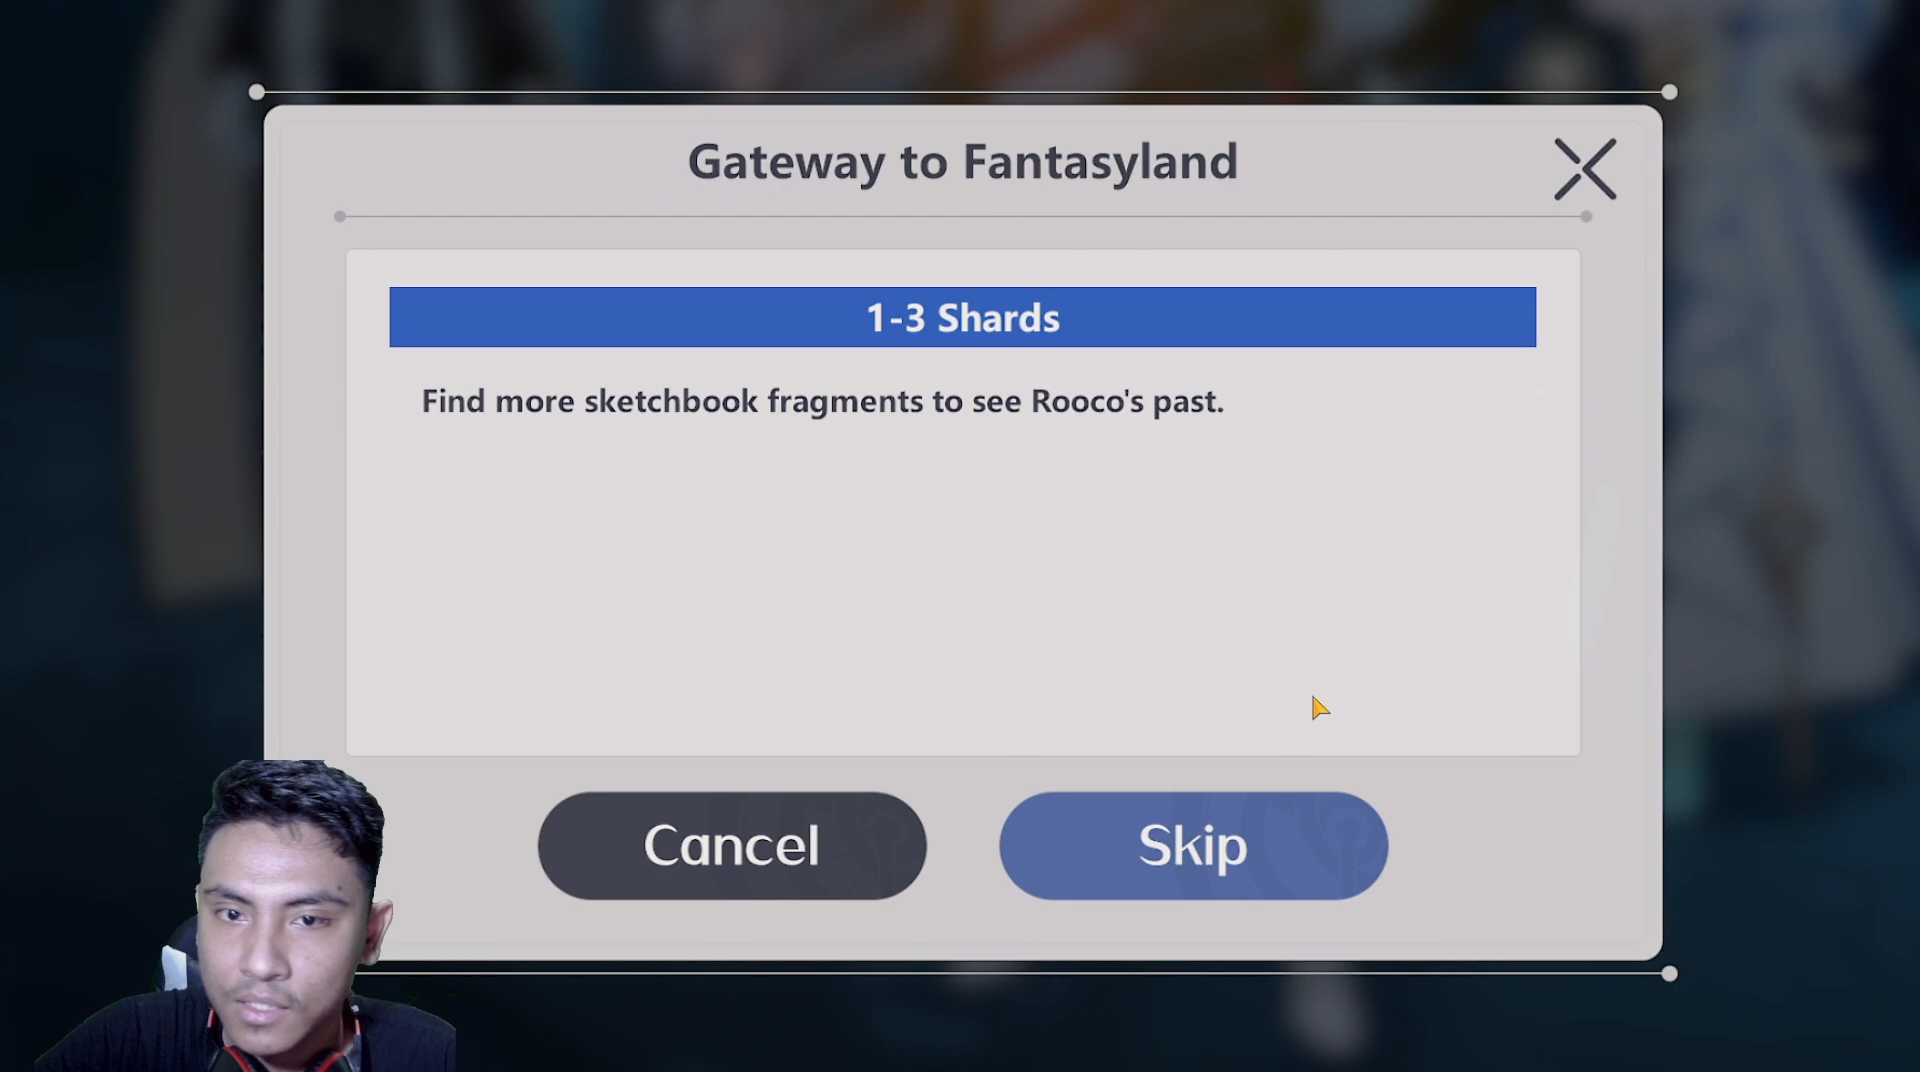 Gateway to Fantasyland
1-3 Shards
Find more sketchbook fragments to see Rooco's past.
Cancel
Skip